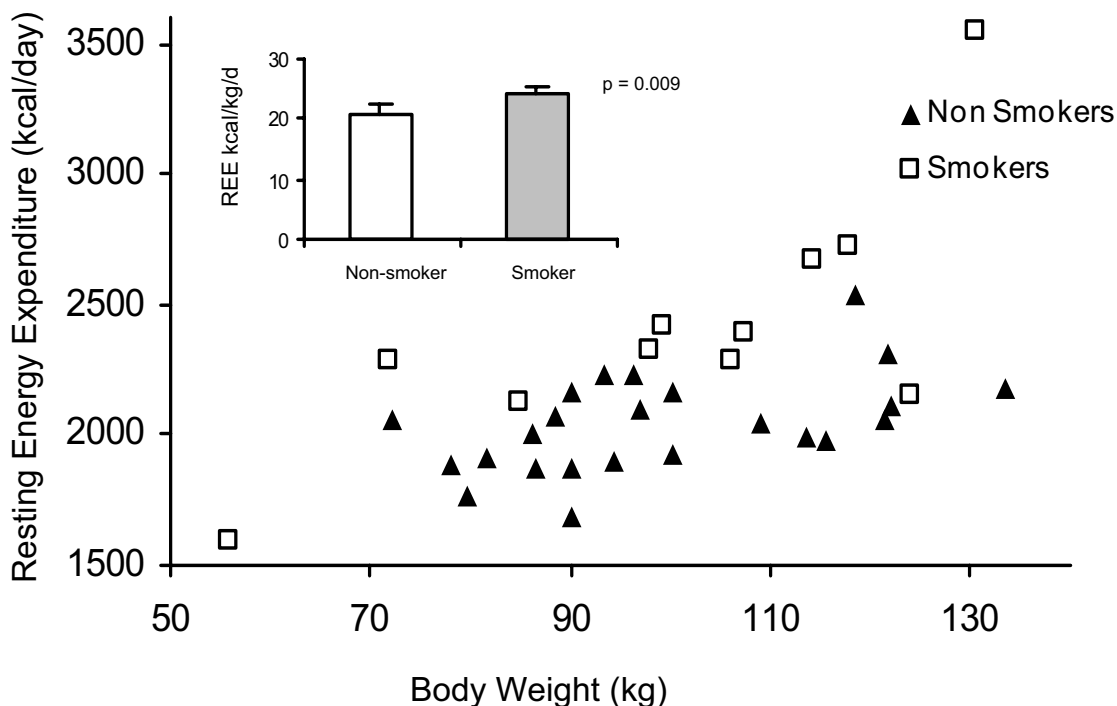 Resting Energy Expenditure (kcal/day)
3500
3000
2500
2000
1500
50
70
90
110
130
Body Weight (kg)
Non Smokers
Smokers
REE kcal/kg/d
30
20
10
0
Non-smoker
Smoker
p = 0.009